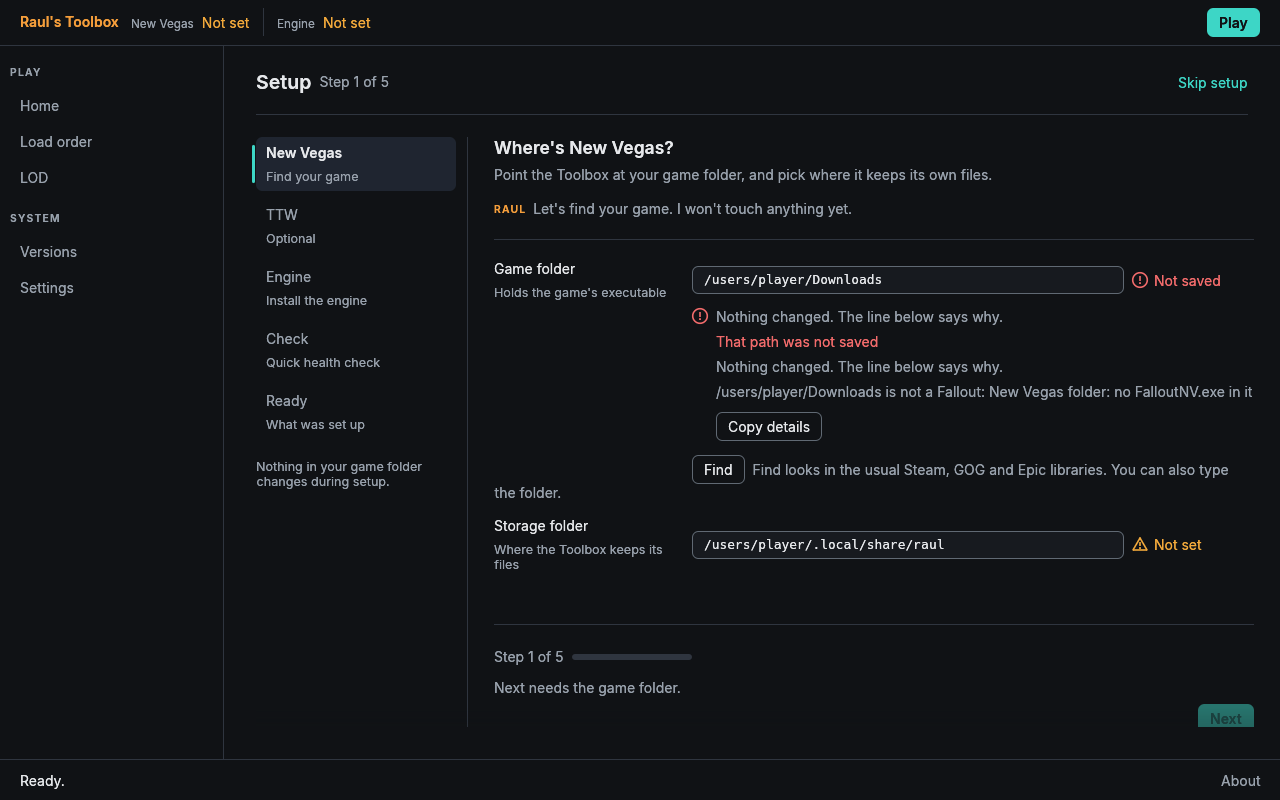 Raul's Toolbox New Vegas Not set Engine Not set Play
PLAY
Home
Load order
LOD
SYSTEM
Versions
Settings
Setup Step 1 of 5 Skip setup
New Vegas
Find your game
TTW
Optional
Engine
Install the engine
Check
Quick health check
Ready
What was set up
Nothing in your game folder
changes during setup.
Where's New Vegas?
Point the Toolbox at your game folder, and pick where it keeps its own files.
RAUL Let's find your game. I won't touch anything yet.
Game folder
Holds the game's executable
/users/player/Downloads Not saved
Nothing changed. The line below says why.
That path was not saved
Nothing changed. The line below says why.
/users/player/Downloads is not a Fallout: New Vegas folder: no FalloutNV.exe in it
Copy details
Find Find looks in the usual Steam, GOG and Epic libraries. You can also type
the folder.
Storage folder
Where the Toolbox keeps its
files
/users/player/.local/share/raul Not set
Step 1 of 5
Next needs the game folder.
Next
Ready. About